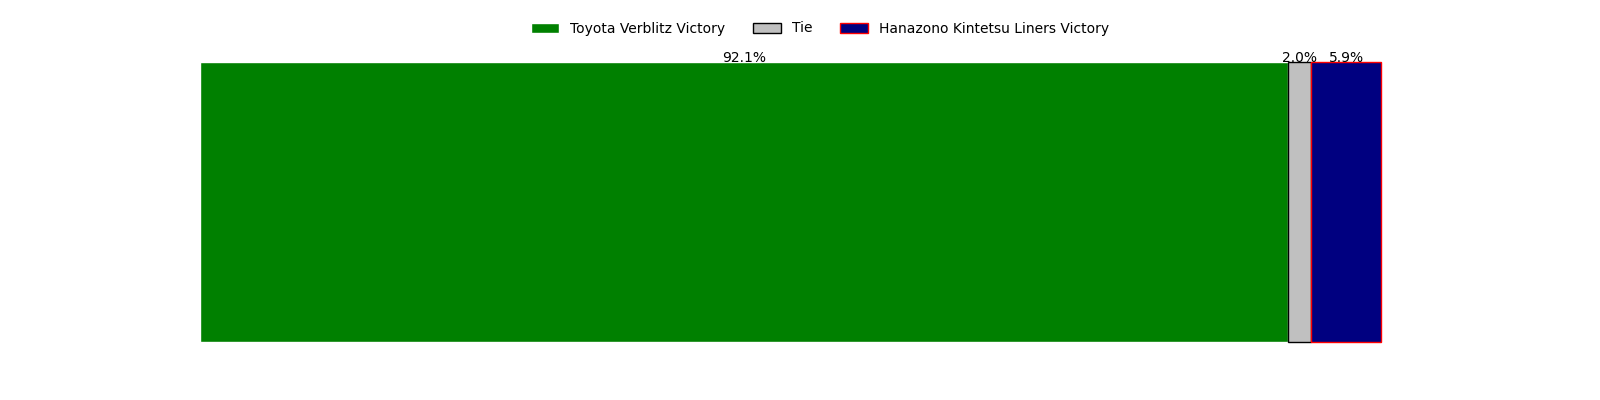 Toyota Verblitz Victory Tie Hanazono Kintetsu Liners Victory
92.1% 2.0% 5.9%